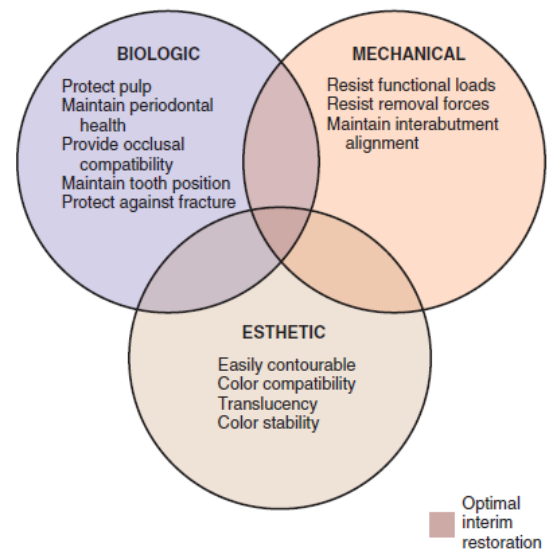 BIOLOGIC
Protect pulp
Maintain periodontal
health
Provide occlusal
compatibility
Maintain tooth position
Protect against fracture
MECHANICAL
Resist functional loads
Resist removal forces
Maintain interabutment
alignment
ESTHETIC
Easily contourable
Color compatibility
Translucency
Color stability
Optimal
interim
restoration